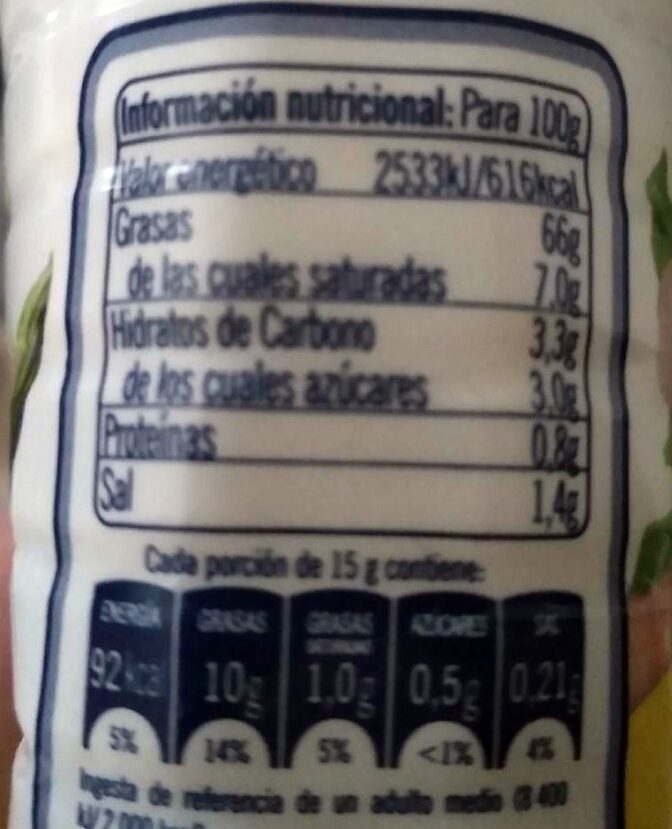 Información nutricional: Para 100g
Valor energético 2533kJ/616kcal
Grasas 66g
de las cuales saturadas 7,0g
Hidratos de Carbono 3,3g
de los cuales azúcares 3,0g
Proteínas 0,8g
Sal 1,4g
Cada porción de 15 g contiene:
ENERGÍA GRASAS GRASAS AZÚCARES SAL
SATURADAS
92kcal 10g 1,0g 0,5g 0,21g
5% 14% 5% <1% 4%
Ingesta de referencia de un adulto medio (8 400
kJ/2 000 kcal)